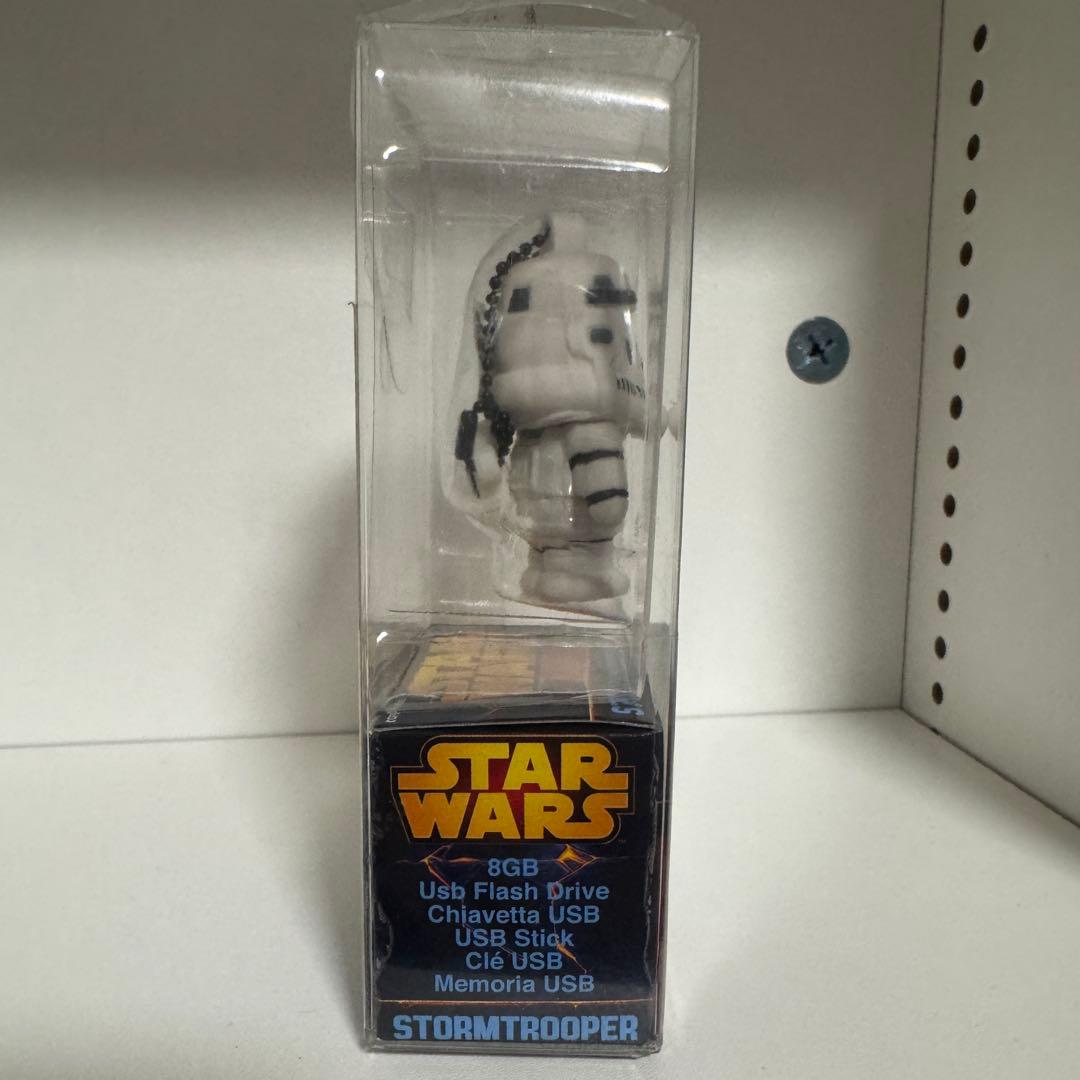 STAR
WARS
8GB
Usb Flash Drive
Chiavetta USB
USB Stick
Clé USB
Memoria USB
STORMTROOPER